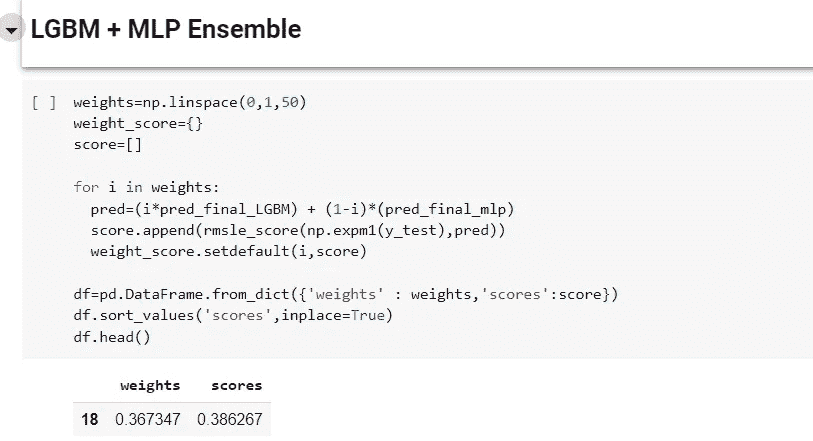 LGBM + MLP Ensemble
[ ] weights=np.linspace(0,1,50)
weight_score={}
score=[]
for i in weights:
pred=(i*pred_final_LGBM) + (1-i)*(pred_final_mlp)
score.append(rmsle_score(np.expm1(y_test),pred))
weight_score.setdefault(i,score)
df=pd.DataFrame.from_dict({'weights' : weights,'scores':score})
df.sort_values('scores',inplace=True)
df.head()
weights scores
18 0.367347 0.386267